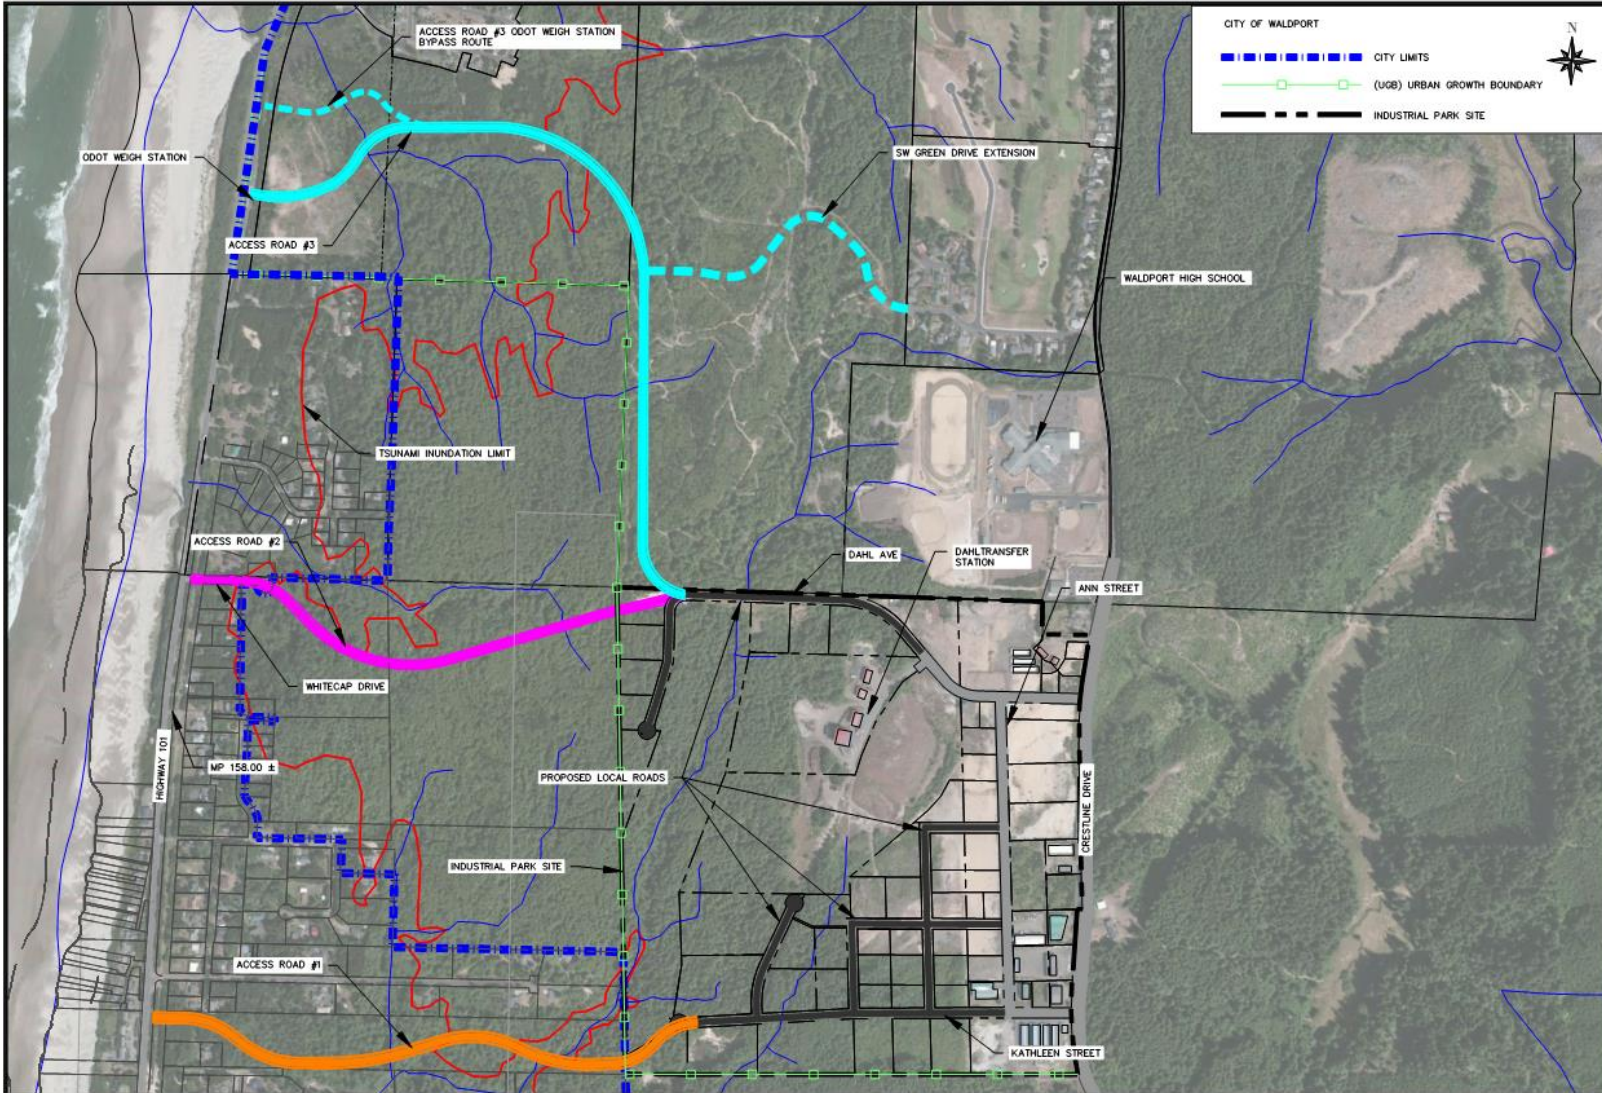 CITY OF WALDPORT
N
CITY LIMITS
(UGB) URBAN GROWTH BOUNDARY
INDUSTRIAL PARK SITE
ACCESS ROAD #3 ODOT WEIGH STATION
BYPASS ROUTE
ODOT WEIGH STATION
SW GREEN DRIVE EXTENSION
ACCESS ROAD #3
WALDPORT HIGH SCHOOL
TSUNAMI INUNDATION LIMIT
ACCESS ROAD #2
DAHL AVE
DAHLTRANSFER
STATION
ANN STREET
WHITECAP DRIVE
HIGHWAY 101
MP 158.00 ±
PROPOSED LOCAL ROADS
CRESTLINE DRIVE
INDUSTRIAL PARK SITE
ACCESS ROAD #1
KATHLEEN STREET